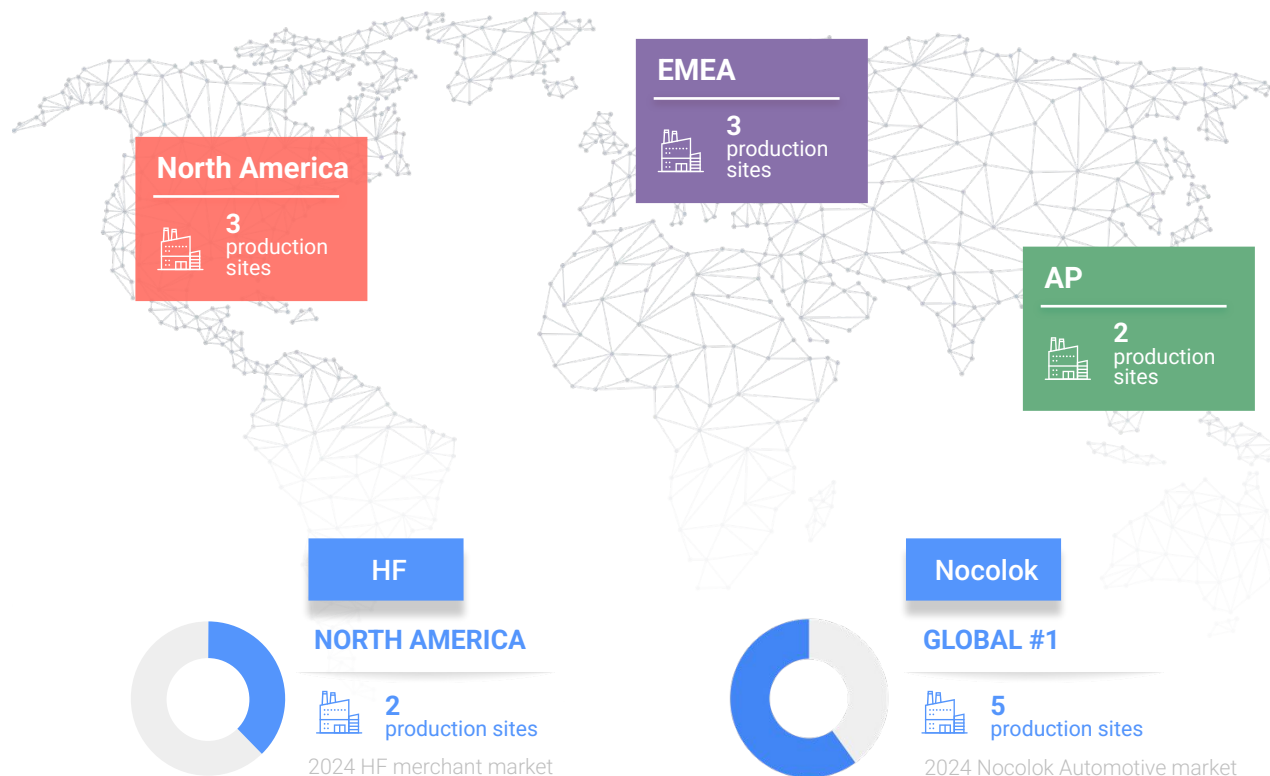 EMEA
3
production
sites
North America
3
production
sites
AP
2
production
sites
HF
NORTH AMERICA
2
production sites
2024 HF merchant market
Nocolok
GLOBAL #1
5
production sites
2024 Nocolok Automotive market